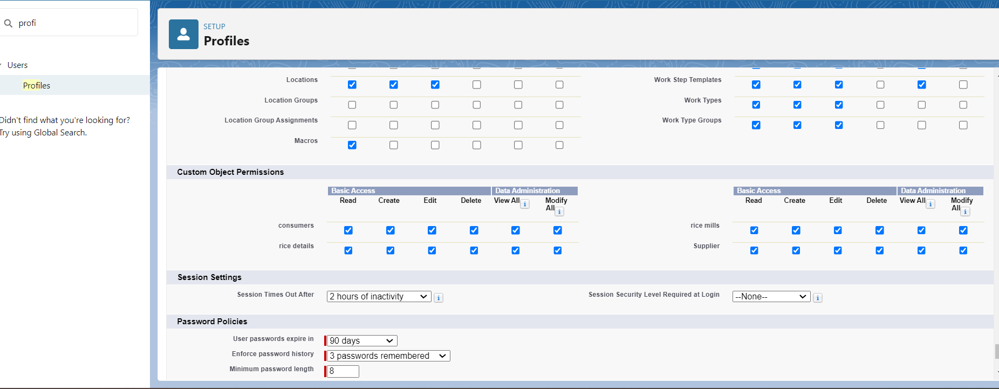 profi
Users
Profiles
Didn't find what you're looking for?
Try using Global Search.
SETUP
Profiles
Locations
Work Step Templates
Location Groups
Work Types
Location Group Assignments
Work Type Groups
Macros
Custom Object Permissions
Basic Access Data Administration Basic Access Data Administration
Read Create Edit Delete View All Modify All Read Create Edit Delete View All Modify All
consumers rice mills
rice details Supplier
Session Settings
Session Times Out After 2 hours of inactivity Session Security Level Required at Login --None--
Password Policies
User passwords expire in 90 days
Enforce password history 3 passwords remembered
Minimum password length 8